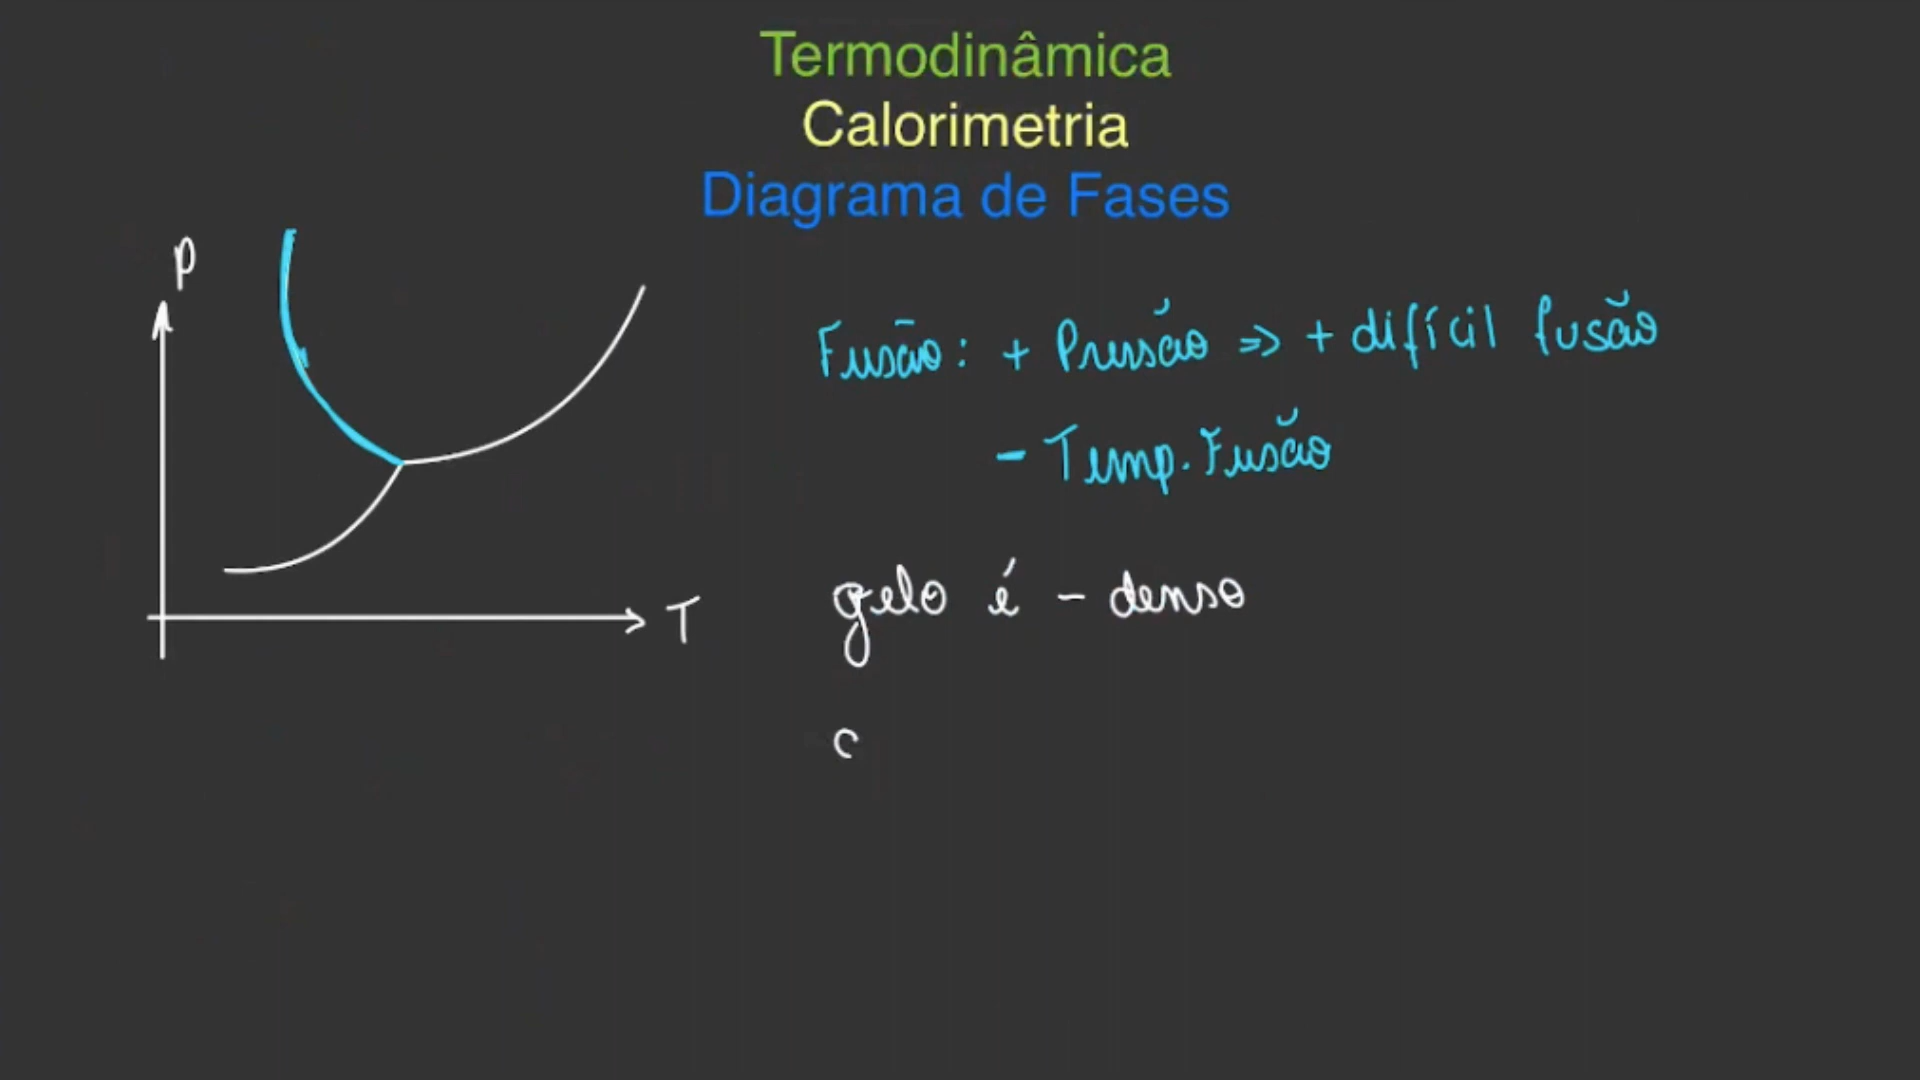 Termodinâmica
Calorimetria
Diagrama de Fases
P
T
Fusão: + Pressão => + difícil fusão
- Temp. Fusão
gelo é - denso
c